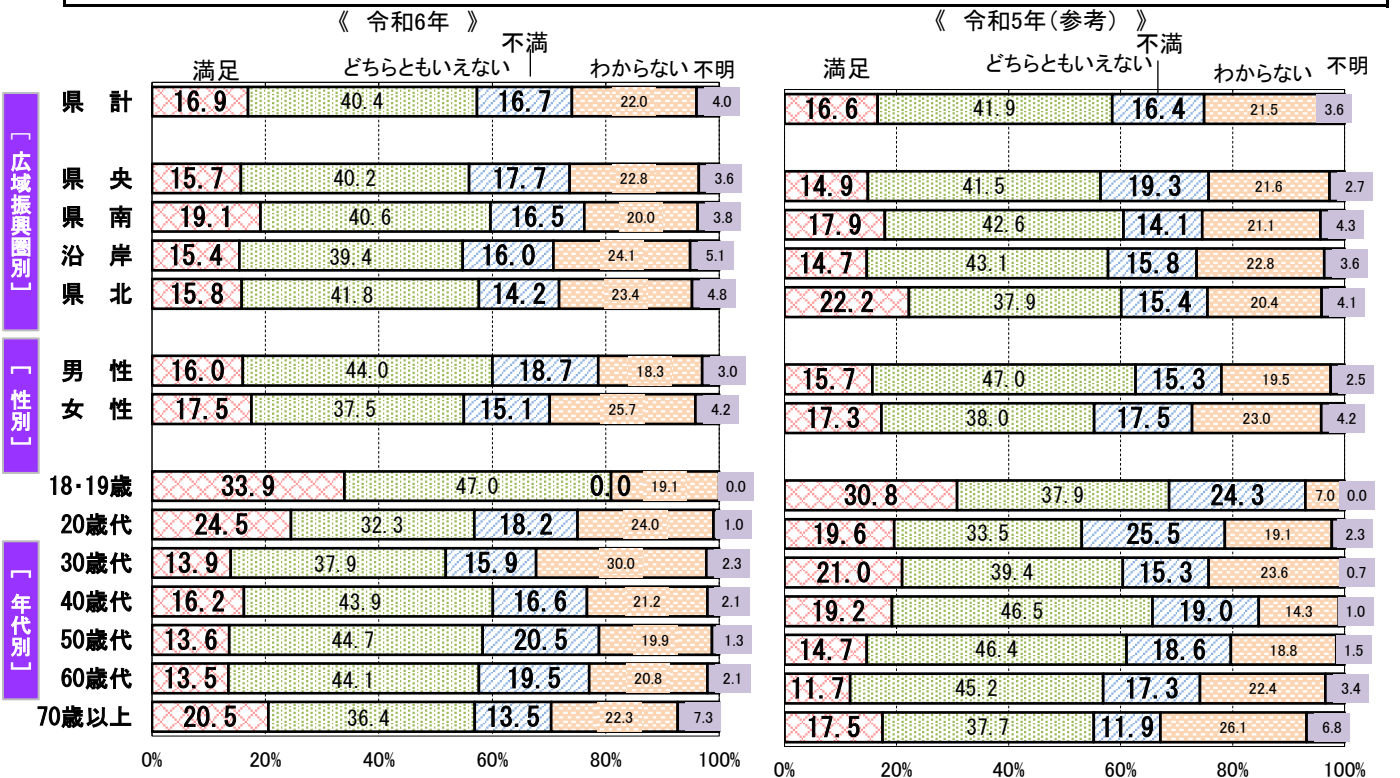 《 令和6年 》
《 令和5年(参考) 》
満足 どちらともいえない 不満 わからない 不明
満足 どちらともいえない 不満 わからない 不明
[広域振興圏別]
県 計 16.9 40.4 16.7 22.0 4.0
16.6 41.9 16.4 21.5 3.6
県 央 15.7 40.2 17.7 22.8 3.6
14.9 41.5 19.3 21.6 2.7
県 南 19.1 40.6 16.5 20.0 3.8
17.9 42.6 14.1 21.1 4.3
沿 岸 15.4 39.4 16.0 24.1 5.1
14.7 43.1 15.8 22.8 3.6
県 北 15.8 41.8 14.2 23.4 4.8
22.2 37.9 15.4 20.4 4.1
[性別]
男 性 16.0 44.0 18.7 18.3 3.0
15.7 47.0 15.3 19.5 2.5
女 性 17.5 37.5 15.1 25.7 4.2
17.3 38.0 17.5 23.0 4.2
[年代別]
18・19歳 33.9 47.0 0.0 19.1 0.0
30.8 37.9 24.3 7.0 0.0
20歳代 24.5 32.3 18.2 24.0 1.0
19.6 33.5 25.5 19.1 2.3
30歳代 13.9 37.9 15.9 30.0 2.3
21.0 39.4 15.3 23.6 0.7
40歳代 16.2 43.9 16.6 21.2 2.1
19.2 46.5 19.0 14.3 1.0
50歳代 13.6 44.7 20.5 19.9 1.3
14.7 46.4 18.6 18.8 1.5
60歳代 13.5 44.1 19.5 20.8 2.1
11.7 45.2 17.3 22.4 3.4
70歳以上 20.5 36.4 13.5 22.3 7.3
17.5 37.7 11.9 26.1 6.8
0% 20% 40% 60% 80% 100%
0% 20% 40% 60% 80% 100%